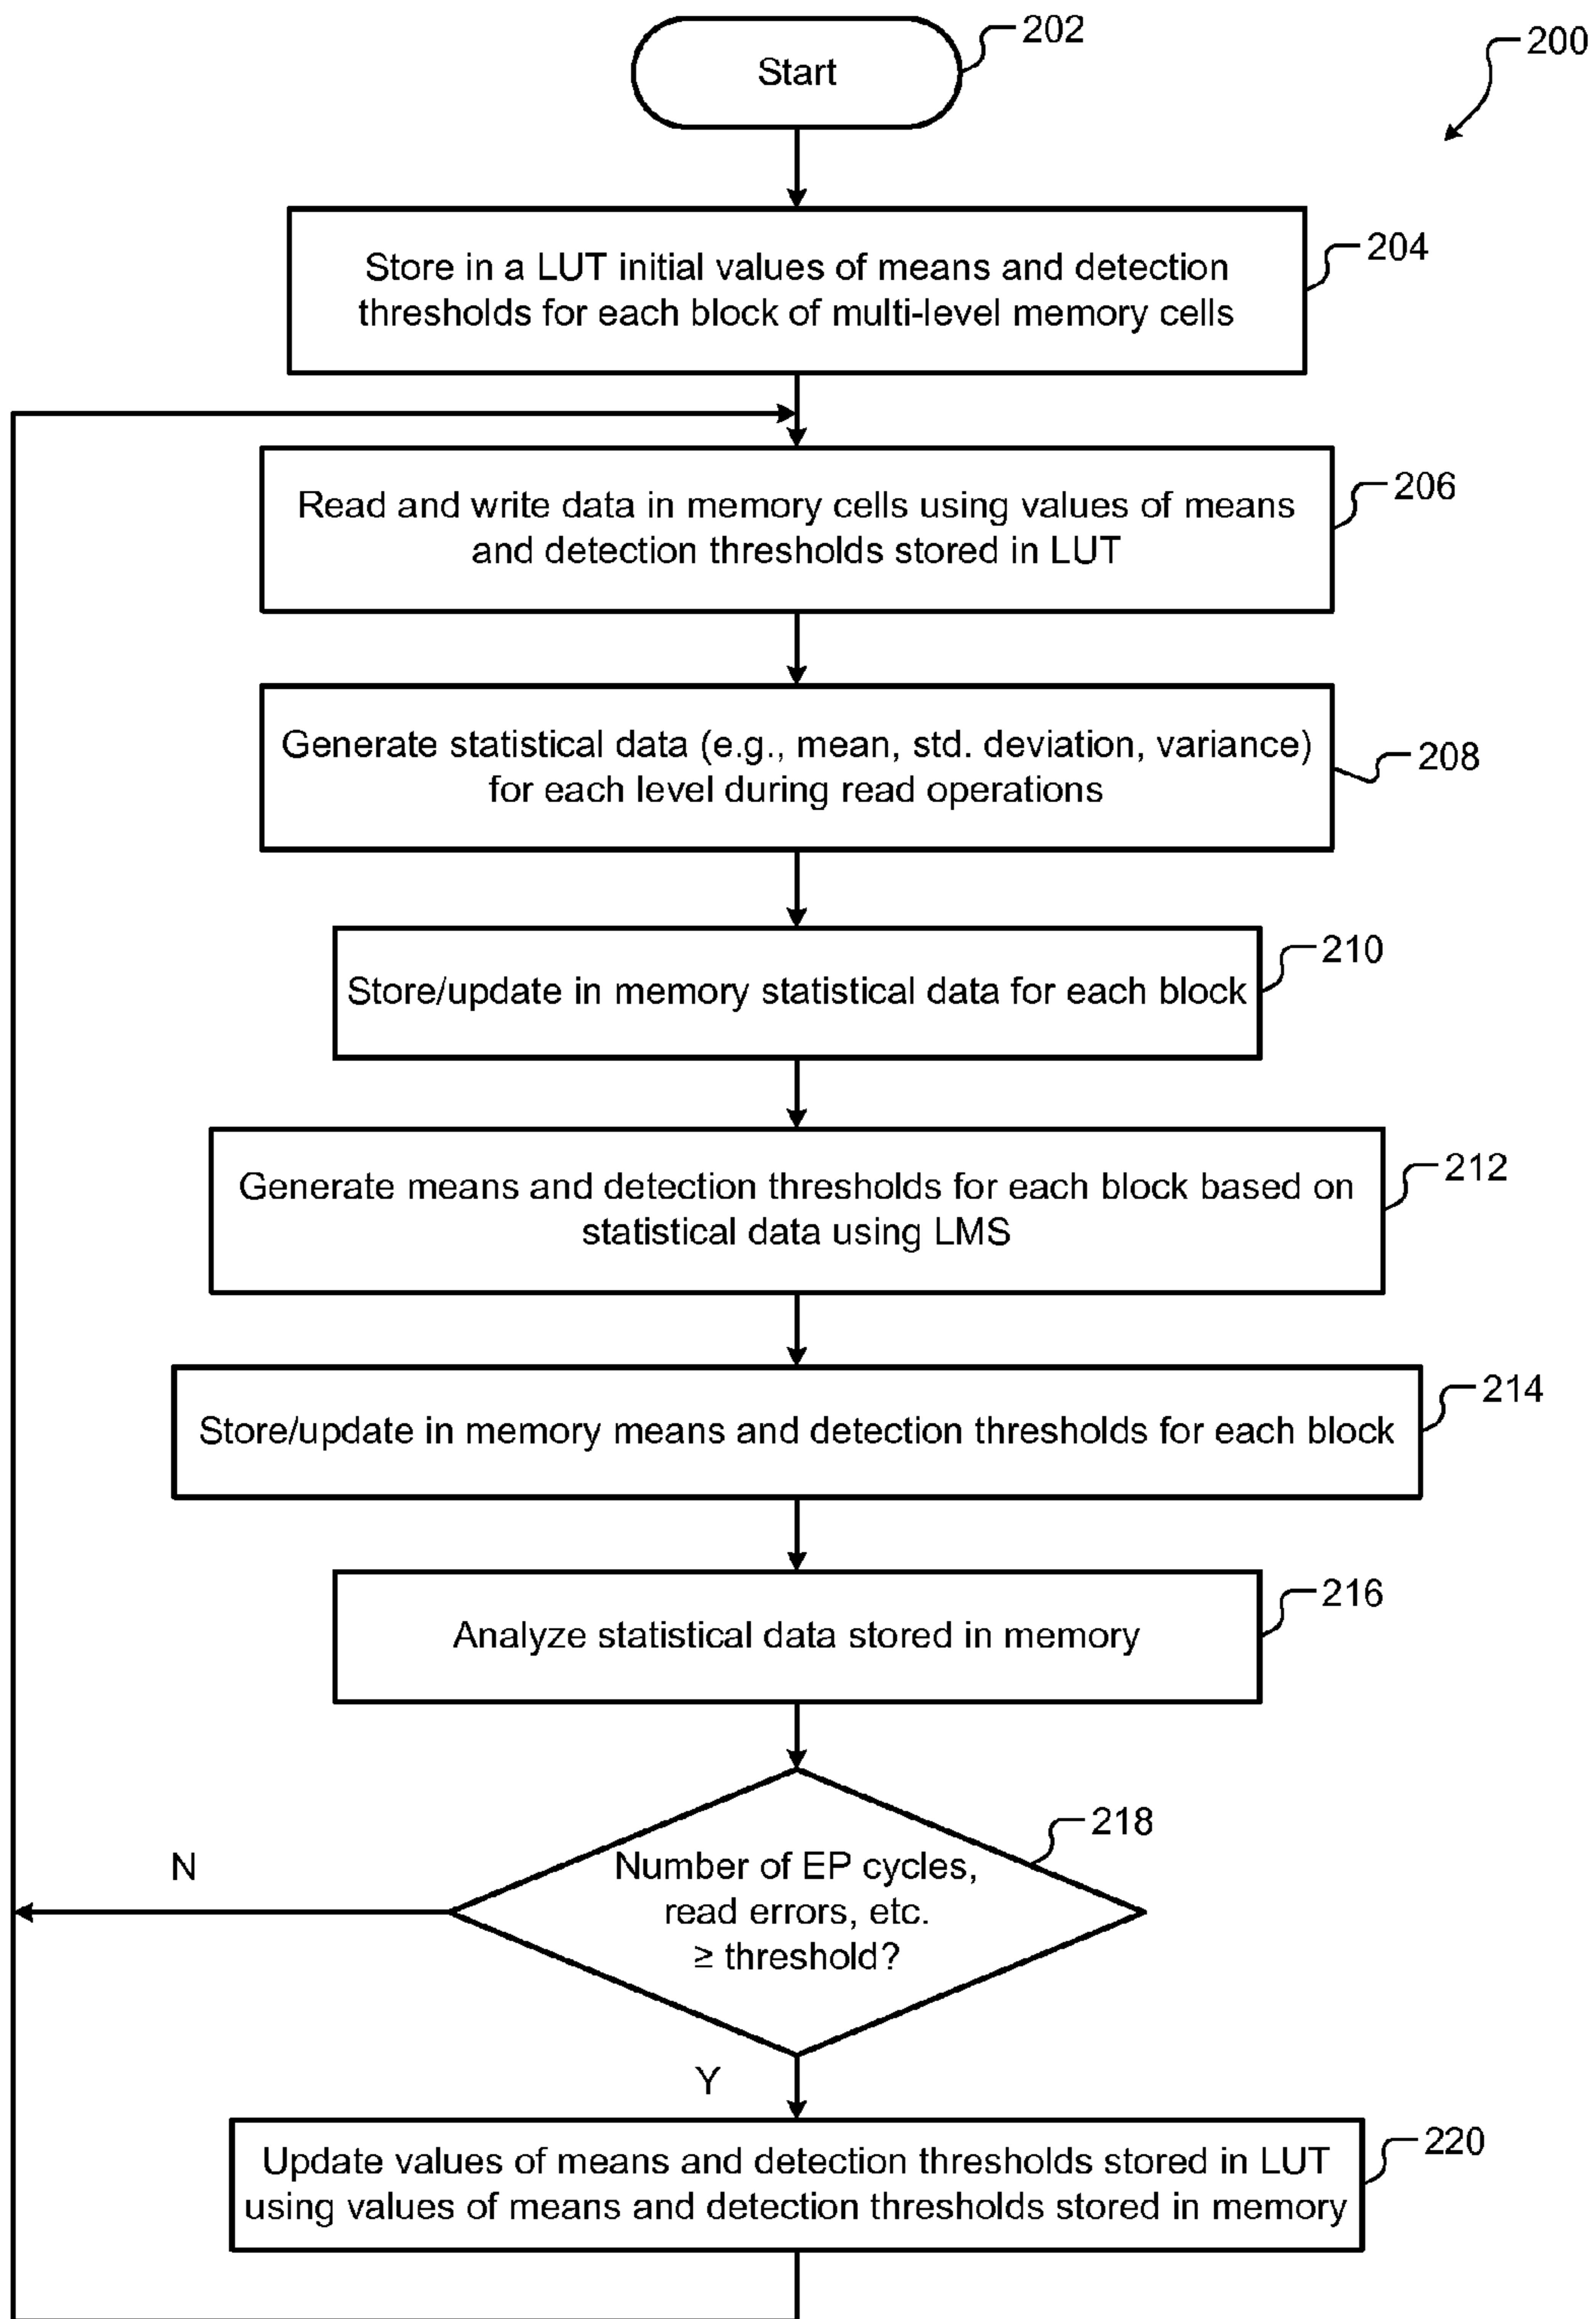 202
200
Start
204
Store in a LUT initial values of means and detection
thresholds for each block of multi-level memory cells
206
Read and write data in memory cells using values of means
and detection thresholds stored in LUT
Generate statistical data (e.g., mean, std. deviation, variance)
208
for each level during read operations
210
Store/update in memory statistical data for each block
212
Generate means and detection thresholds for each block based on
statistical data using LMS
214
Store/update in memory means and detection thresholds for each block
216
Analyze statistical data stored in memory
218
N
Number of EP cycles,
read errors, etc.
≥ threshold?
Y
220
Update values of means and detection thresholds stored in LUT
using values of means and detection thresholds stored in memory